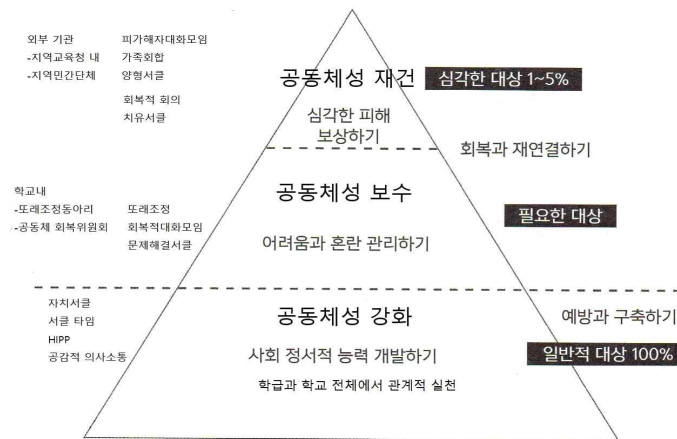 외부 기관 피가해자대화모임
-지역교육청 내 가족회합
-지역민간단체 양형서클
회복적 회의
치유서클
공동체성 재건 심각한 대상 1~5%
심각한 피해
보상하기
회복과 재연결하기
학교내
-또래조정동아리 또래조정
-공동체 회복위원회 회복적대화모임
문제해결서클
공동체성 보수
필요한 대상
어려움과 혼란 관리하기
자치서클
서클 타임
HIPP
공감적 의사소통
공동체성 강화
예방과 구축하기
사회 정서적 능력 개발하기
일반적 대상 100%
학급과 학교 전체에서 관계적 실천